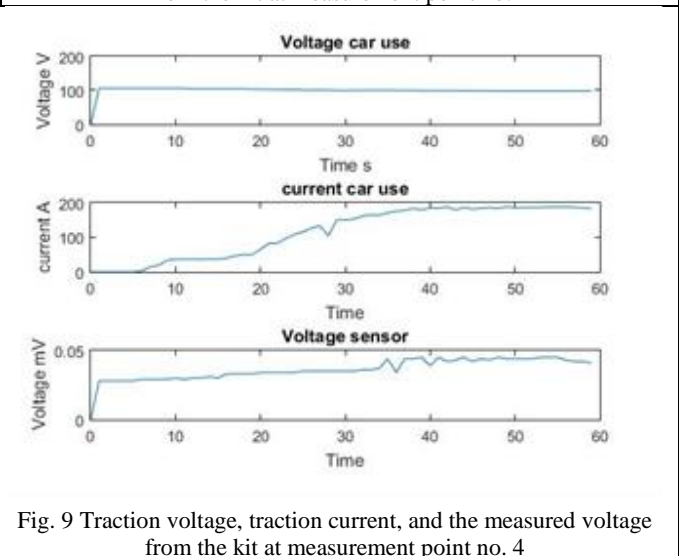 Voltage car use
200
100
0
Voltage V
0 10 20 30 40 50 60
Time s
current car use
200
100
0
current A
0 10 20 30 40 50 60
Time
Voltage sensor
0.05
0
Voltage mV
0 10 20 30 40 50 60
Time
Fig. 9 Traction voltage, traction current, and the measured voltage
from the kit at measurement point no. 4